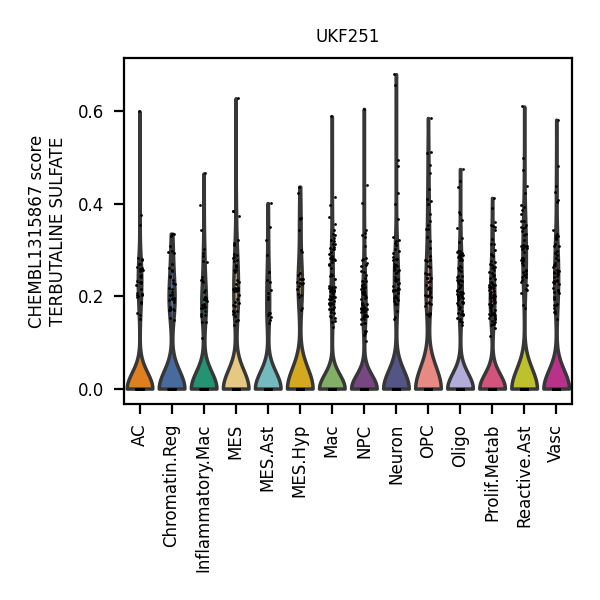 UKF251
CHEMBL1315867 score
TERBUTALINE SULFATE
0.6
0.4
0.2
0.0
AC
Chromatin.Reg
Inflammatory.Mac
MES
MES.Ast
MES.Hyp
Mac
NPC
Neuron
OPC
Oligo
Prolif.Metab
Reactive.Ast
Vasc